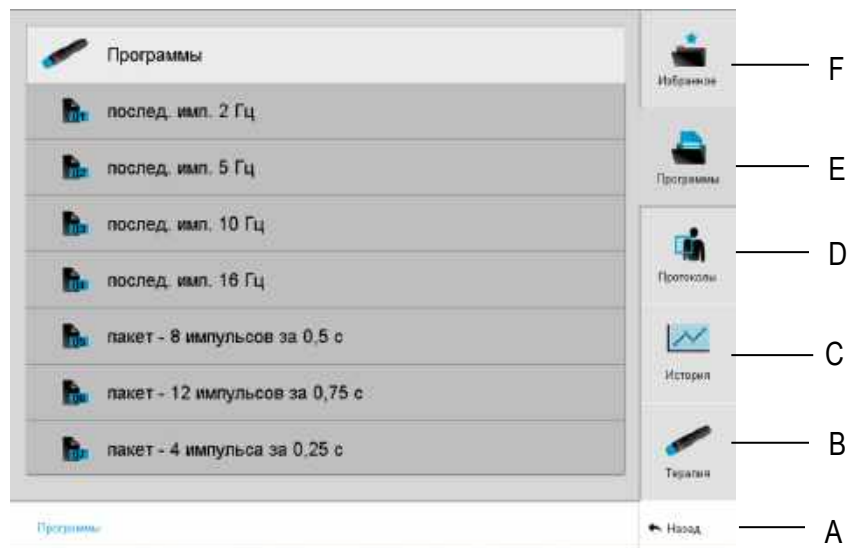 Программы
послед. имп. 2 Гц
послед. имп. 5 Гц
послед. имп. 10 Гц
послед. имп. 16 Гц
пакет - 8 импульсов за 0,5 с
пакет - 12 импульсов за 0,75 с
пакет - 4 импульса за 0,25 с
Программы
Избранное
Программы
Протоколы
История
Терапия
Назад
F
E
D
C
B
A